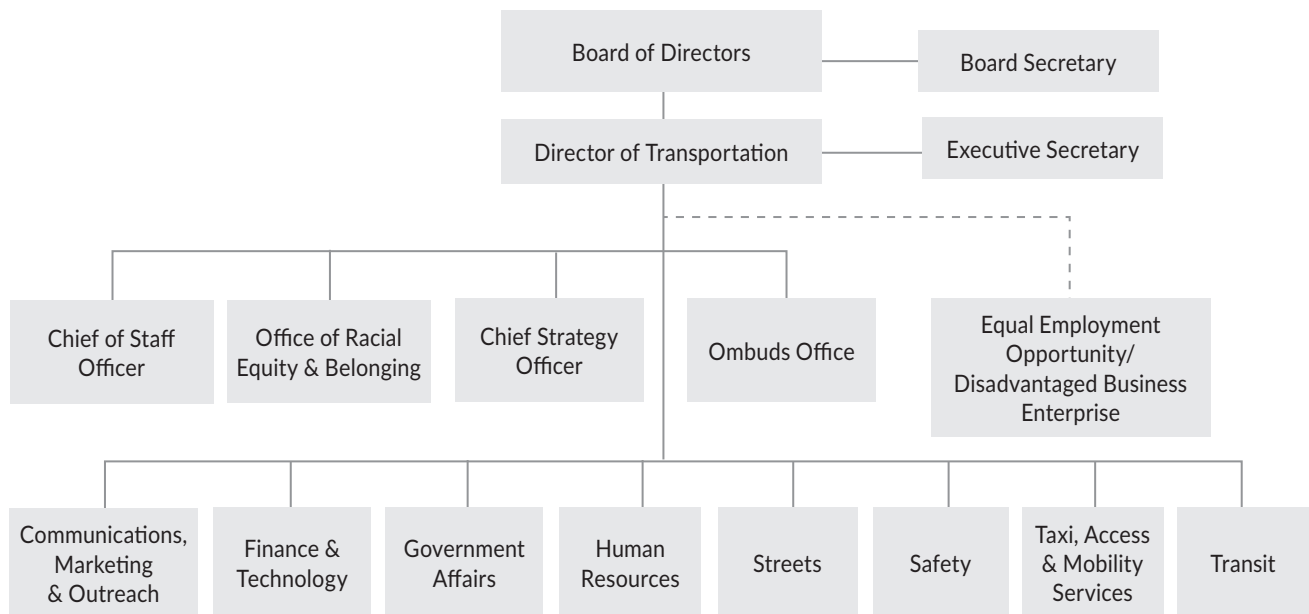 Board of Directors
Board Secretary
Director of Transportation
Executive Secretary
Chief of Staff
Officer
Office of Racial
Equity & Belonging
Chief Strategy
Officer
Ombuds Office
Equal Employment
Opportunity/
Disadvantaged Business
Enterprise
Communications,
Marketing
& Outreach
Finance &
Technology
Government
Affairs
Human
Resources
Streets
Safety
Taxi, Access
& Mobility
Services
Transit